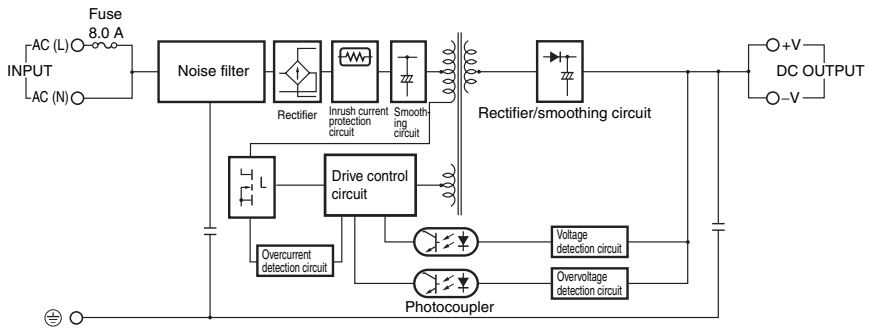 Fuse
8.0 A
AC (L)
INPUT
AC (N)
Noise filter
Rectifier
Inrush current
protection
circuit
Smooth-
ing
circuit
Rectifier/smoothing circuit
+V
DC OUTPUT
–V
L
Drive control
circuit
Overcurrent
detection circuit
Voltage
detection circuit
Overvoltage
detection circuit
Photocoupler